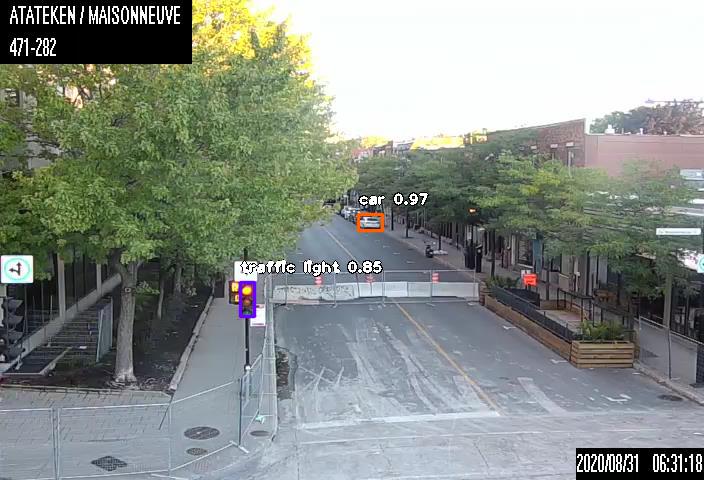 ATATEKEN / MAISONNEUVE
471-282
car 0.97
traffic light 0.85
2020/08/31 06:31:18